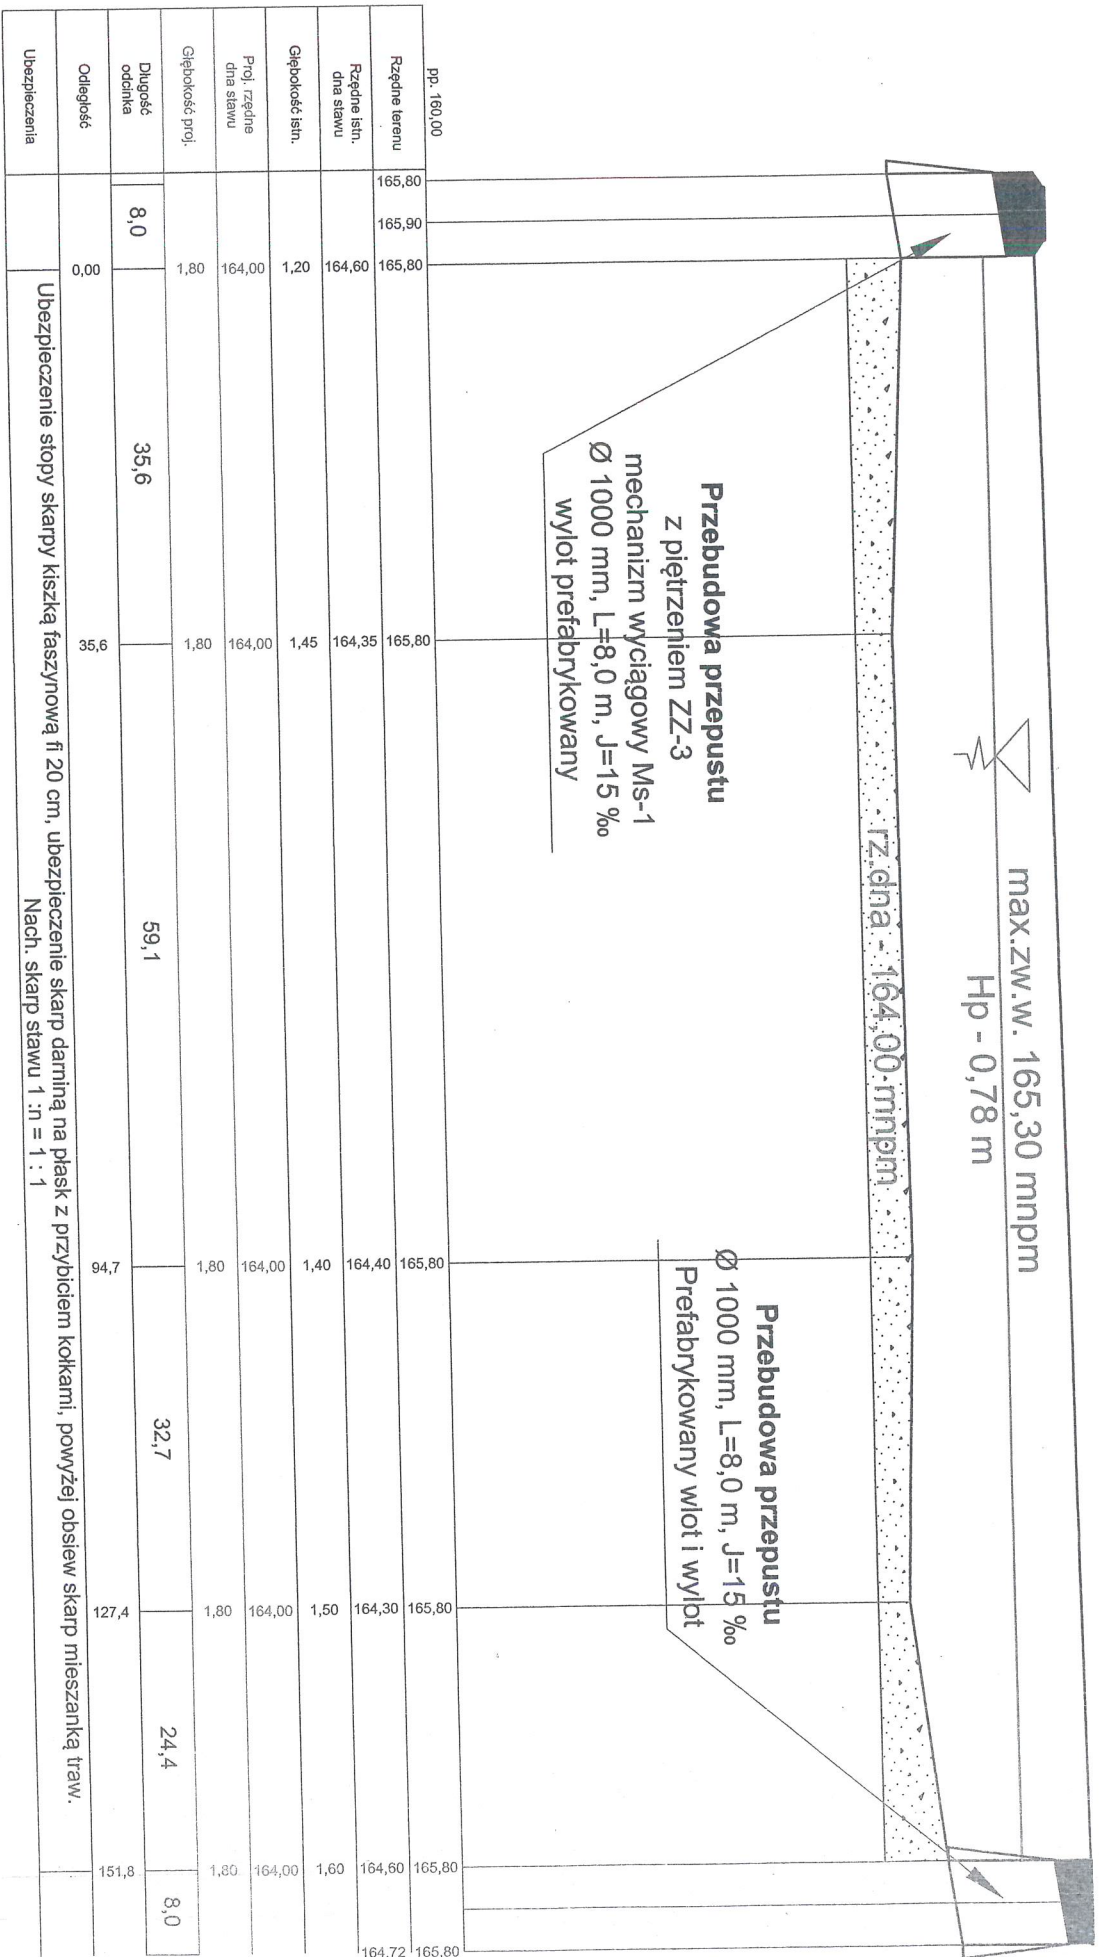 max.zw.w. 165,30 mnpm
Hp - 0,78 m
rz.dna - 164,00 mnpm
Przebudowa przepustu
z piętrzeniem ZZ-3
mechanizm wyciągowy Ms-1
Ø 1000 mm, L=8,0 m, J=15 ‰
wylot prefabrykowany
Przebudowa przepustu
Ø 1000 mm, L=8,0 m, J=15 ‰
Prefabrykowany wlot i wylot
pp. 160,00
Rzędne terenu
165,80 165,90 165,80 165,80 165,80 165,80 165,80 165.80
Rzędne istn.
dna stawu
164,60 164,35 164,40 164,30 164,60 164.72
Głębokość istn.
1,20 1,45 1,40 1,50 1,60
Proj. rzędne
dna stawu
164,00 164,00 164,00 164,00 164,00
Głębokość proj.
1,80 1,80 1,80 1,80 1,80
Długość
odcinka
8,0 35,6 59,1 32,7 24,4 8,0
Odległość
0,00 35,6 94,7 127,4 151,8
Ubezpieczenia
Ubezpieczenie stopy skarpy kiszką faszynową fi 20 cm, ubezpieczenie skarp darniną na płask z przybiciem kołkami, powyżej obsiew skarp mieszanką traw.
Nach. skarp stawu 1 :n = 1 : 1